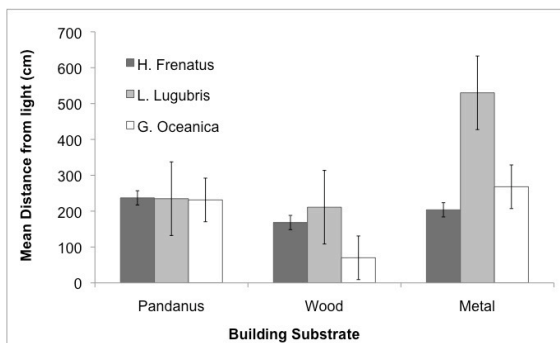 Mean Distance from light (cm)
700
600
500
400
300
200
100
0
H. Frenatus
L. Lugubris
G. Oceanica
Pandanus Wood Metal
Building Substrate